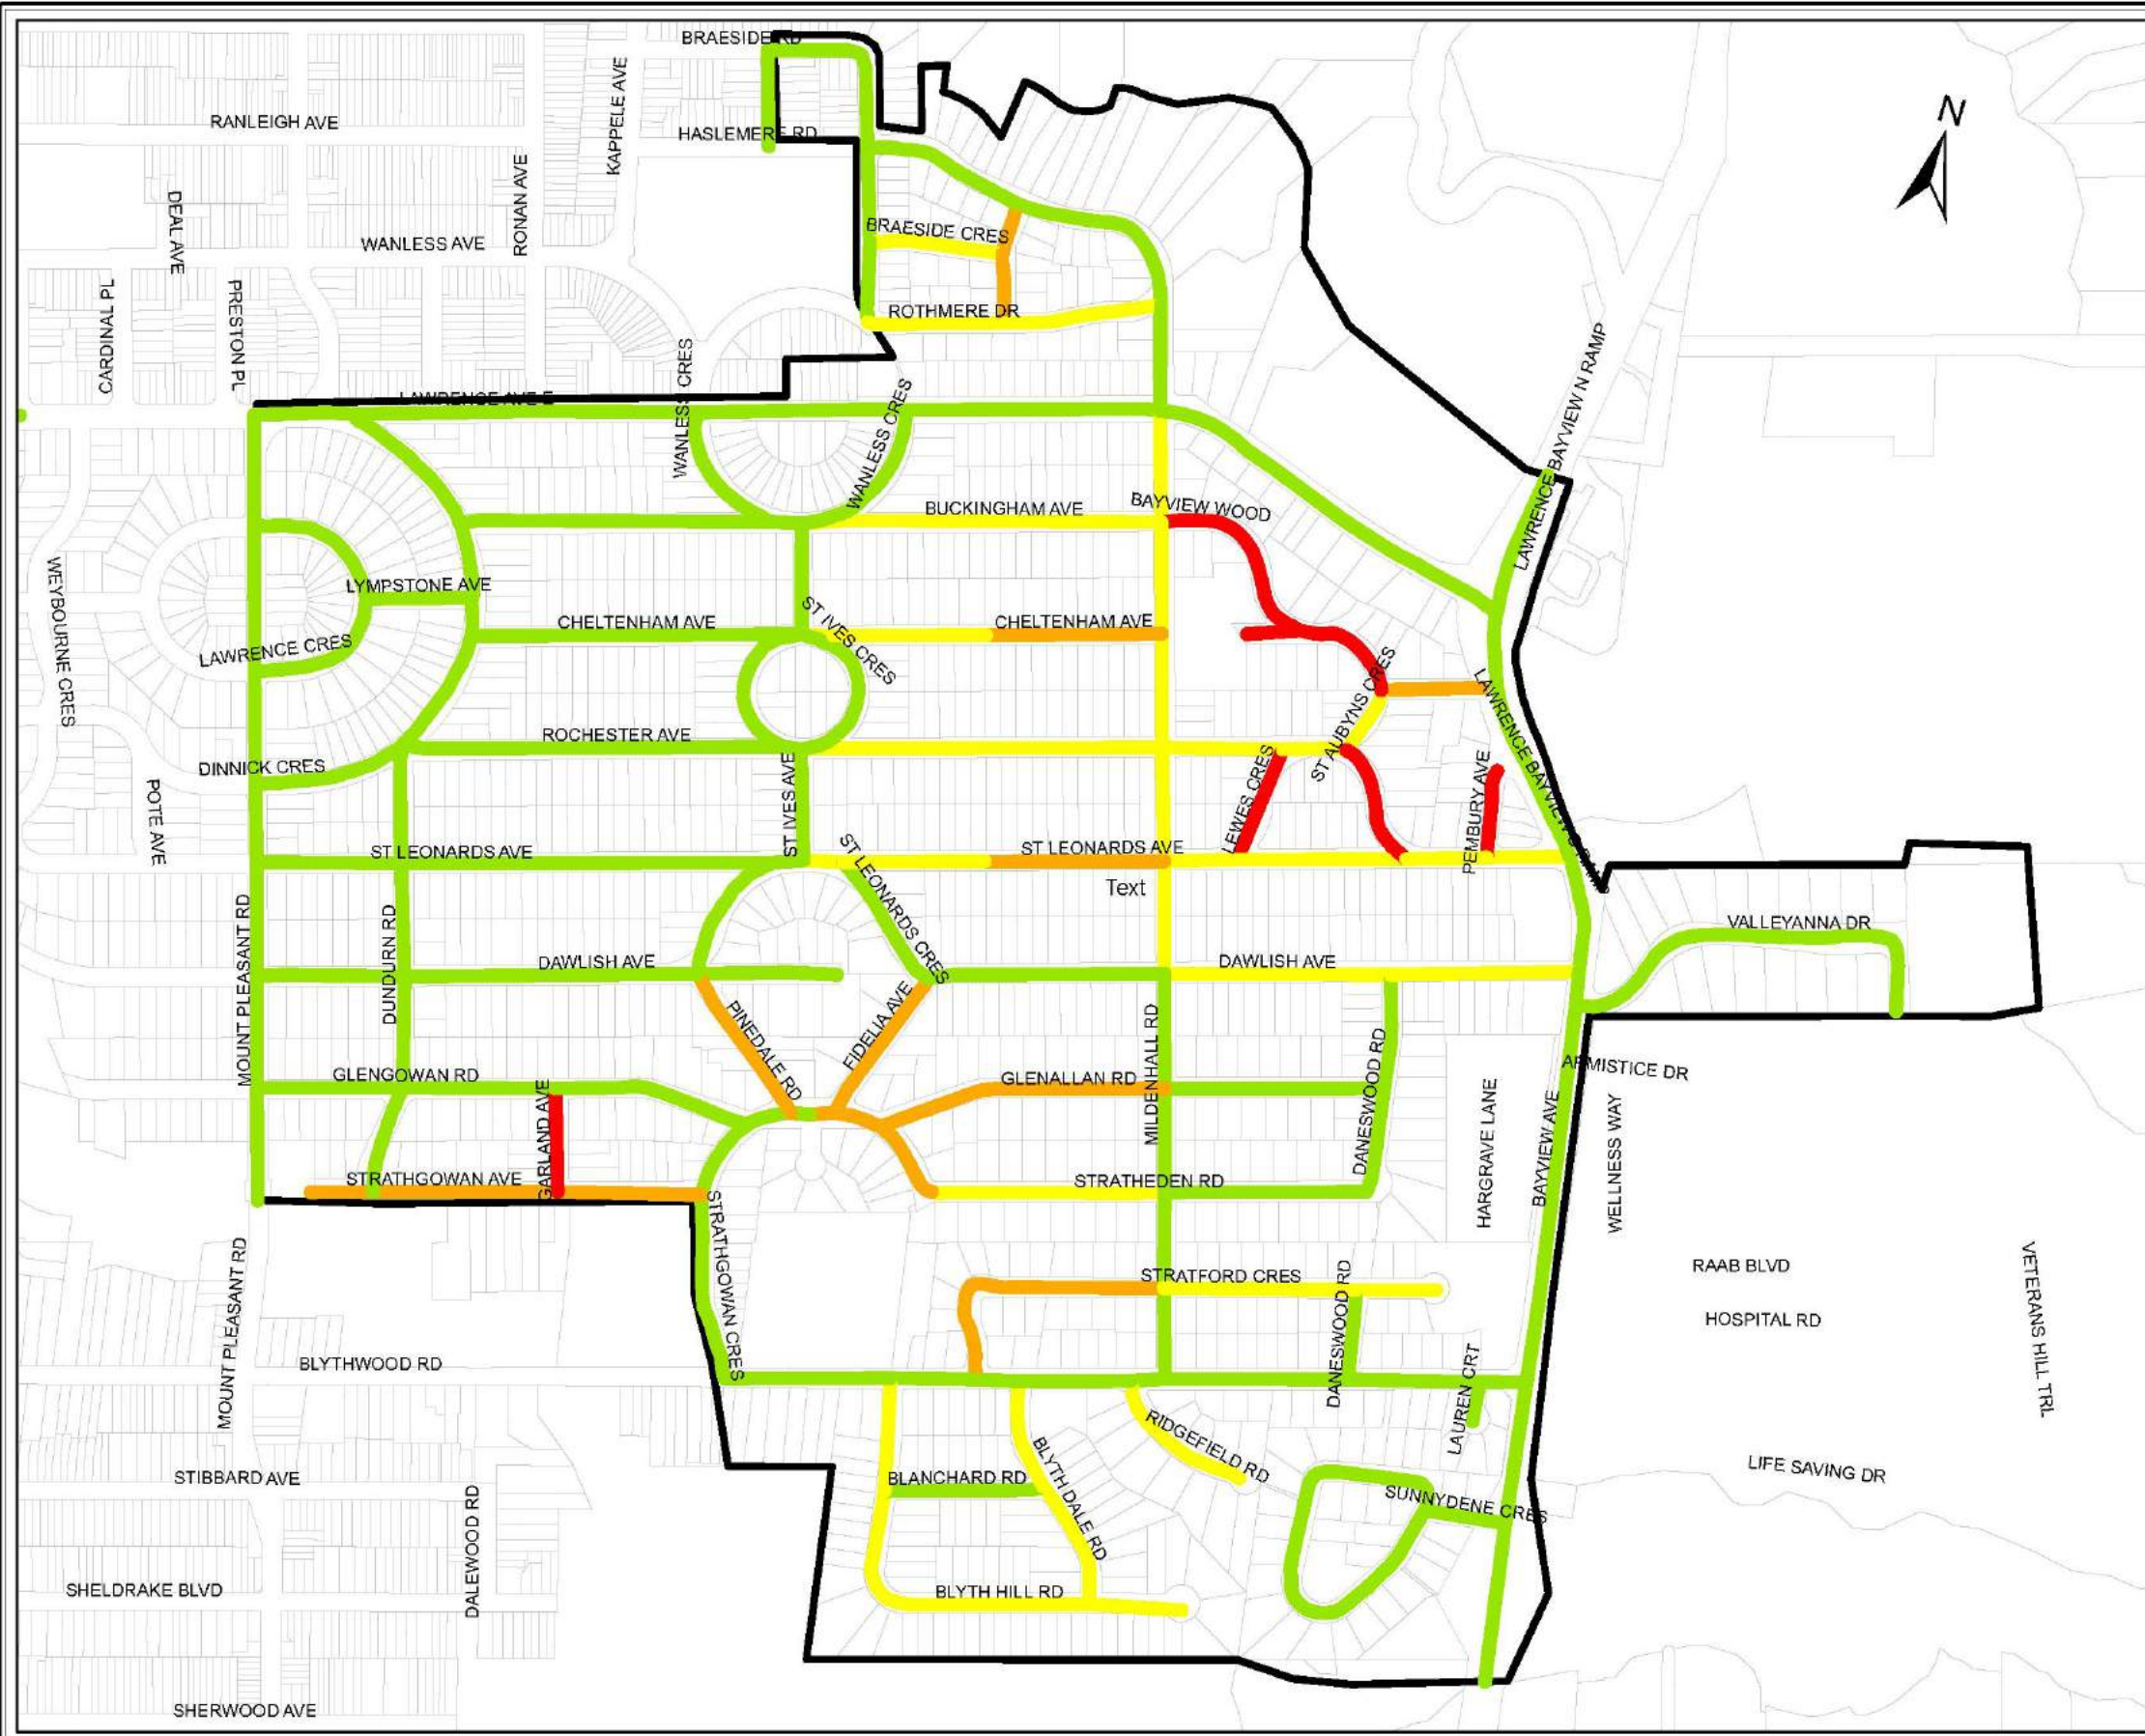 BRAESIDE RD
N
KAPPELE AVE
RANLEIGH AVE
HASLEMERE RD
RONAN AVE
DEAL AVE
WANLESS AVE
BRAESIDE CRES
CARDINAL PL
PRESTON PL
ROTHMERE DR
LAWRENCE BAYVIEW N RAMP
LAWRENCE AVE E
WANLESS CRES
WANLESS CRES
BUCKINGHAM AVE
BAYVIEW WOOD
LAWRENCE
WEYBOURNE CRES
LYMPSTONE AVE
ST IVES CRES
CHELTENHAM AVE
CHELTENHAM AVE
LAWRENCE CRES
ST AUBYNS CRES
LAWRENCE BAYVIEW S RAMP
ROCHESTER AVE
DINNICK CRES
POTE AVE
ST IVES AVE
LEWES CRES
PEMBURY AVE
ST LEONARDS AVE
ST LEONARDS CRES
ST LEONARDS AVE
Text
MOUNT PLEASANT RD
DUNDURN RD
DAWLISH AVE
DAWLISH AVE
VALLEYANNA DR
PINEDALE RD
FIDELIA AVE
MILDENHALL RD
DANESWOOD RD
GLENGOWAN RD
GLENALLAN RD
ARMISTICE DR
GARLAND AVE
HARGRAVE LANE
BAYVIEW AVE
WELLNESS WAY
STRATHGOWAN AVE
STRATHEDEN RD
STRATHGOWAN CRES
MOUNT PLEASANT RD
STRATFORD CRES
DANESWOOD RD
RAAB BLVD
HOSPITAL RD
VETERANS HILL TRL
BLYTHWOOD RD
LAUREN CRT
RIDGEFIELD RD
STIBBARD AVE
DALEWOOD RD
BLANCHARD RD
BLYTH DALE RD
SUNNYDENE CRES
LIFE SAVING DR
SHELDRAKE BLVD
BLYTH HILL RD
SHERWOOD AVE